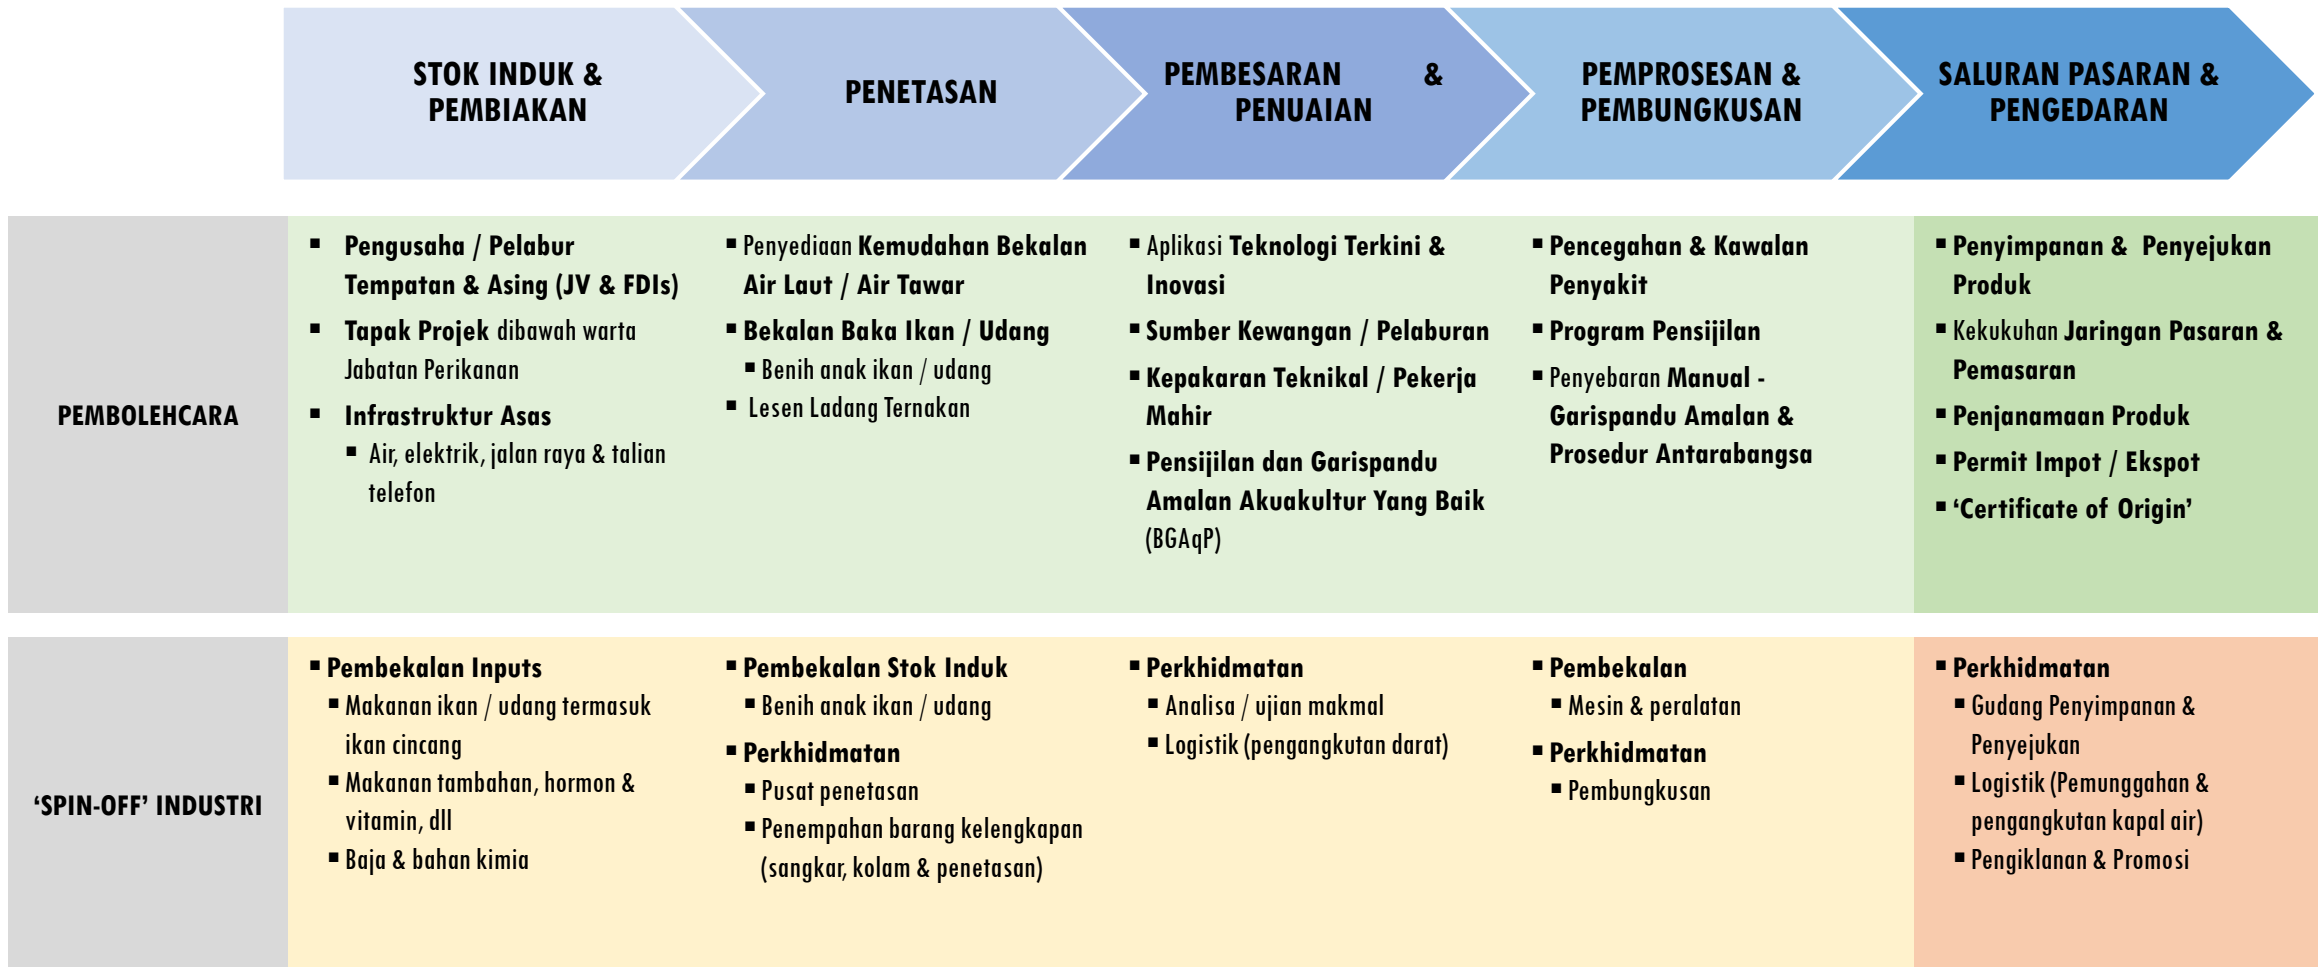 STOK INDUK &
PEMBIAKAN
PENETASAN
PEMBESARAN &
PENUAIAN
PEMPROSESAN &
PEMBUNGKUSAN
SALURAN PASARAN &
PENGEDARAN
PEMBOLEHCARA
▪ Pengusaha / Pelabur
Tempatan & Asing (JV & FDIs)
▪ Tapak Projek dibawah warta
Jabatan Perikanan
▪ Infrastruktur Asas
▪ Air, elektrik, jalan raya & talian
telefon
▪ Penyediaan Kemudahan Bekalan
Air Laut / Air Tawar
▪ Bekalan Baka Ikan / Udang
▪ Benih anak ikan / udang
▪ Lesen Ladang Ternakan
▪ Aplikasi Teknologi Terkini &
Inovasi
▪ Sumber Kewangan / Pelaburan
▪ Kepakaran Teknikal / Pekerja
Mahir
▪ Pensijilan dan Garispandu
Amalan Akuakultur Yang Baik
(BGAqP)
▪ Pencegahan & Kawalan
Penyakit
▪ Program Pensijilan
▪ Penyebaran Manual -
Garispandu Amalan &
Prosedur Antarabangsa
▪ Penyimpanan & Penyejukan
Produk
▪ Kekukuhan Jaringan Pasaran &
Pemasaran
▪ Penjanamaan Produk
▪ Permit Impot / Ekspot
▪ ‘Certificate of Origin’
‘SPIN-OFF’ INDUSTRI
▪ Pembekalan Inputs
▪ Makanan ikan / udang termasuk
ikan cincang
▪ Makanan tambahan, hormon &
vitamin, dll
▪ Baja & bahan kimia
▪ Pembekalan Stok Induk
▪ Benih anak ikan / udang
▪ Perkhidmatan
▪ Pusat penetasan
▪ Penempahan barang kelengkapan
(sangkar, kolam & penetasan)
▪ Perkhidmatan
▪ Analisa / ujian makmal
▪ Logistik (pengangkutan darat)
▪ Pembekalan
▪ Mesin & peralatan
▪ Perkhidmatan
▪ Pembungkusan
▪ Perkhidmatan
▪ Gudang Penyimpanan &
Penyejukan
▪ Logistik (Pemunggahan &
pengangkutan kapal air)
▪ Pengiklanan & Promosi